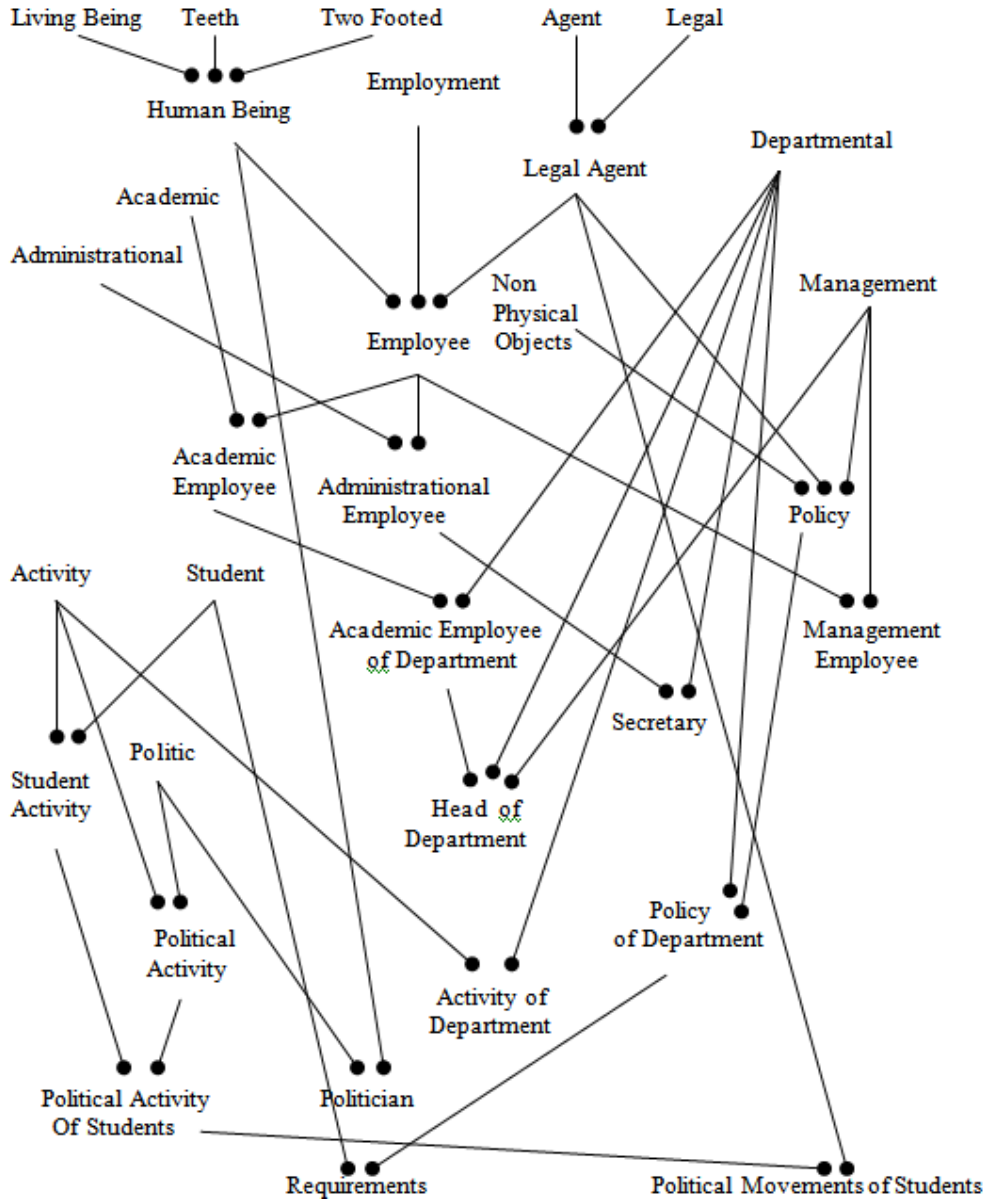 Living Being
Teeth
Two Footed
Agent
Legal
Employment
Human Being
Departmental
Legal Agent
Academic
Administrational
Non
Physical
Objects
Management
Employee
Academic
Employee
Administrational
Employee
Policy
Activity
Student
Academic Employee
of Department
Management
Employee
Secretary
Politic
Student
Activity
Head of
Department
Policy
of Department
Political
Activity
Activity of
Department
Political Activity
Of Students
Politician
Requirements
Political Movements of Students